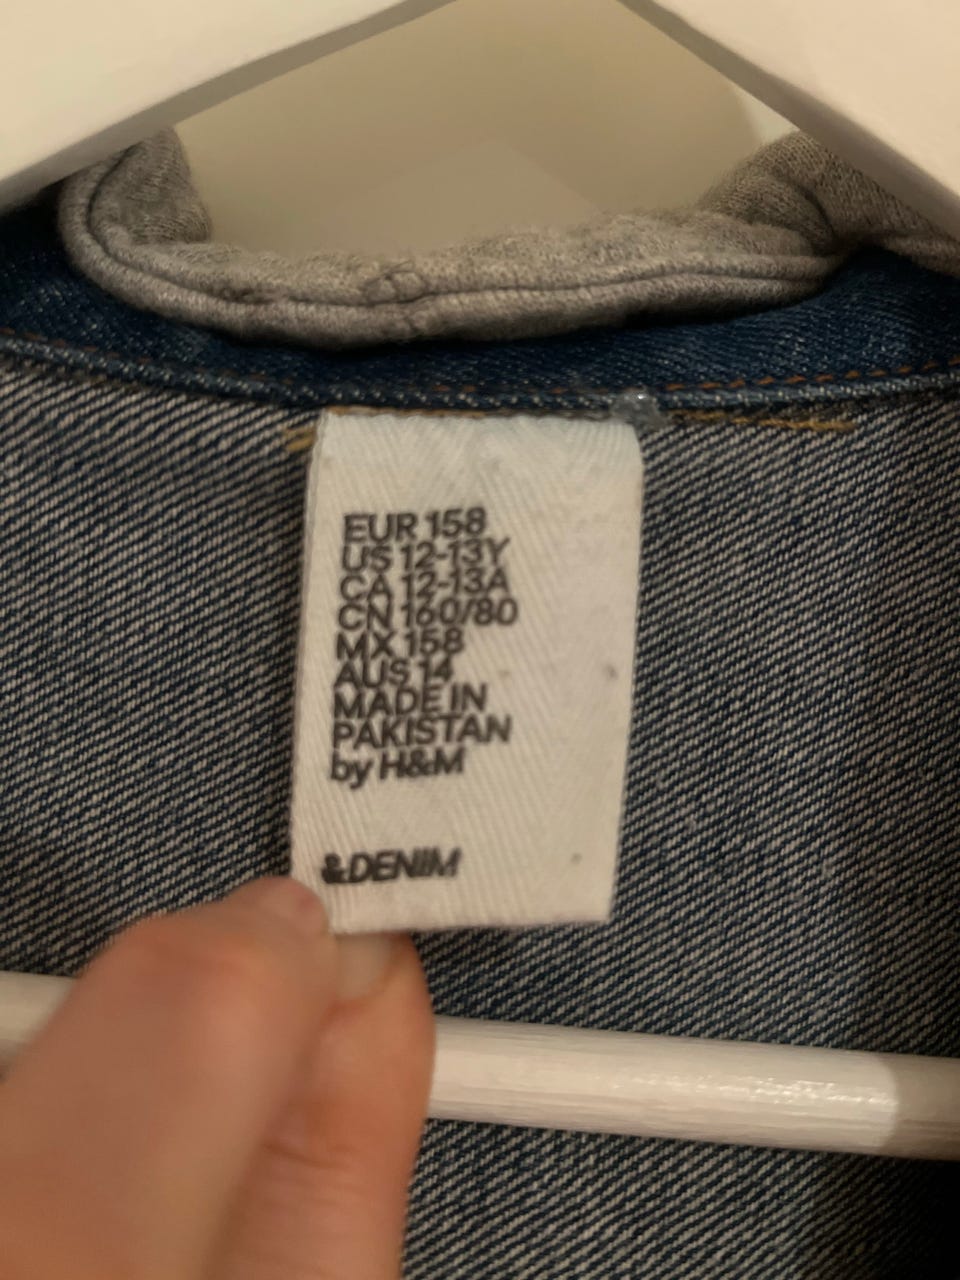 EUR 158
US 12-13Y
CA 12-13A
CN 160/80
MX 158
AUS 14
MADE IN
PAKISTAN
by H&M
&DENIM